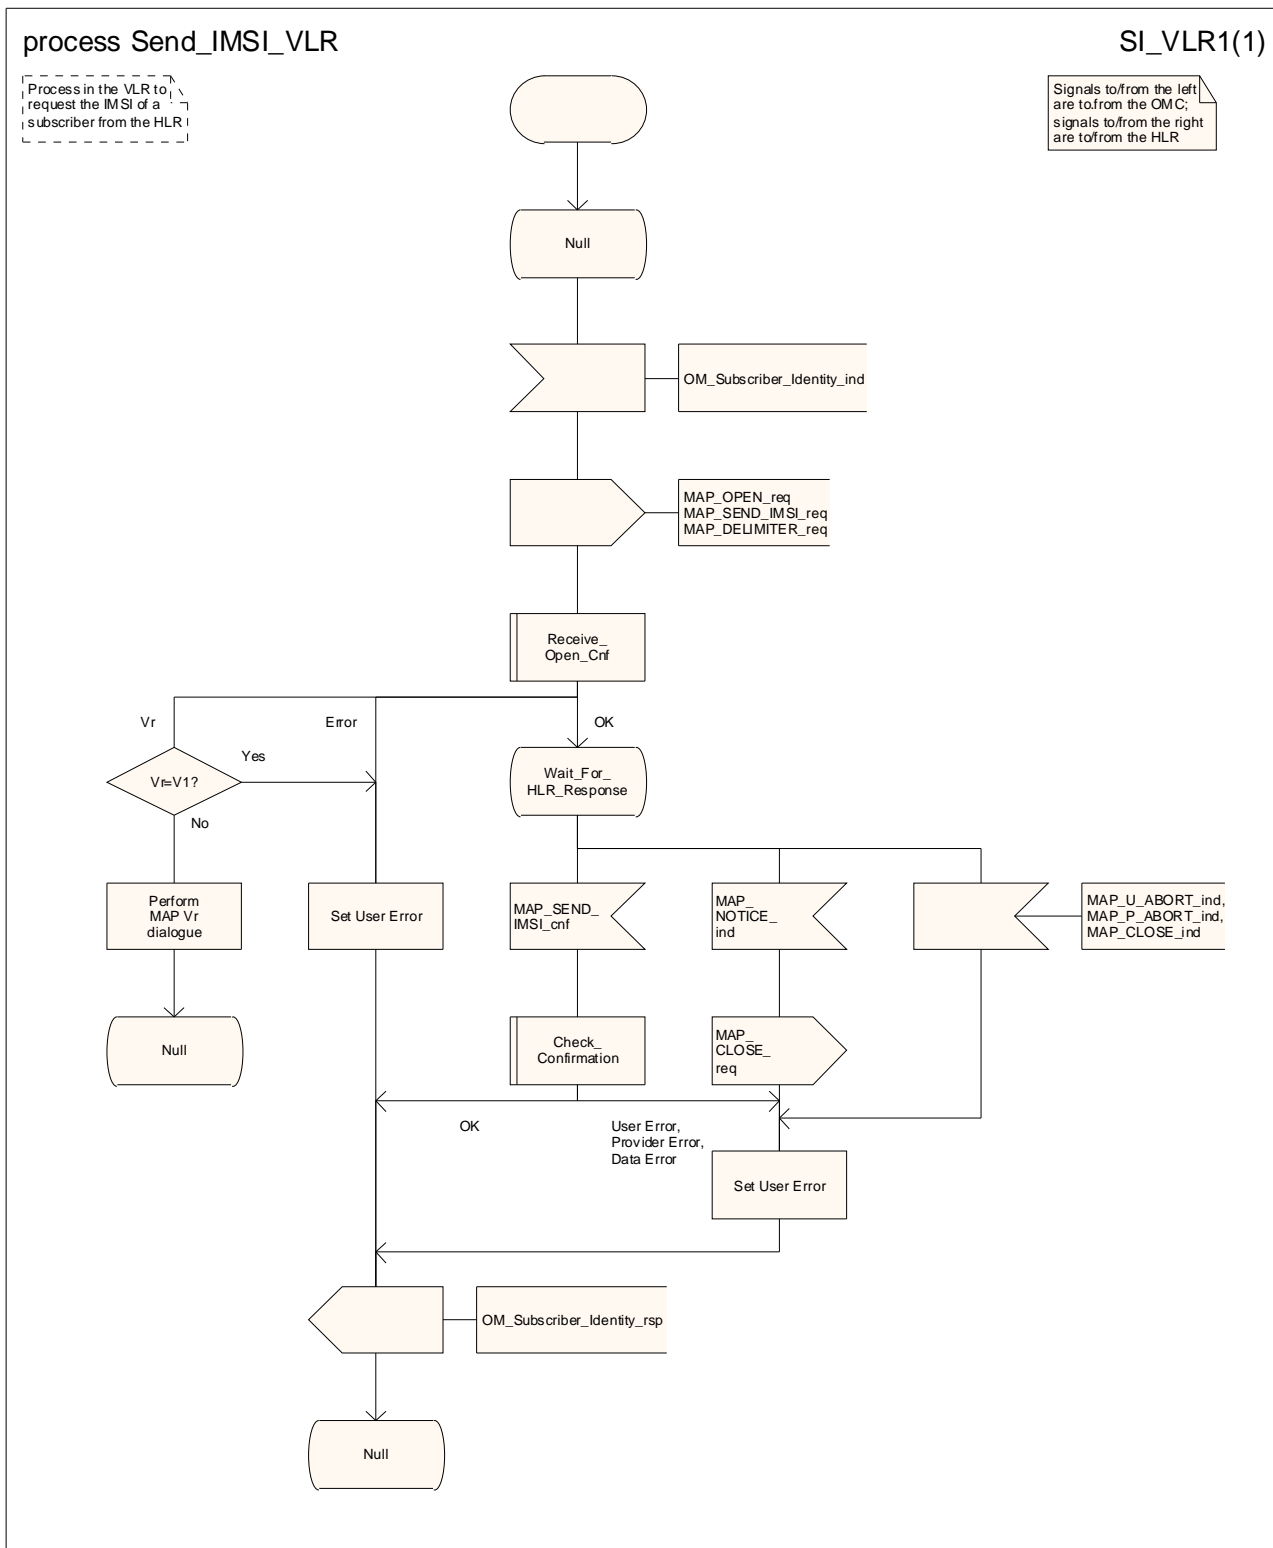 process Send_IMSI_VLR
SI_VLR1(1)
Process in the VLR to
request the IMSI of a
subscriber from the HLR
Signals to/from the left
are to.from the OMC;
signals to/from the right
are to/from the HLR
Null
OM_Subscriber_Identity_ind
MAP_OPEN_req
MAP_SEND_IMSI_req
MAP_DELIMITER_req
Receive_
Open_Cnf
Vr
Error
OK
Yes
Vr=V1?
Wait_For_
HLR_Response
No
Perform
MAP Vr
dialogue
Set User Error
MAP_SEND_
IMSI_cnf
MAP_
NOTICE_
ind
MAP_U_ABORT_ind,
MAP_P_ABORT_ind,
MAP_CLOSE_ind
Null
Check_
Confirmation
MAP_
CLOSE_
req
OK
User Error,
Provider Error,
Data Error
Set User Error
OM_Subscriber_Identity_rsp
Null